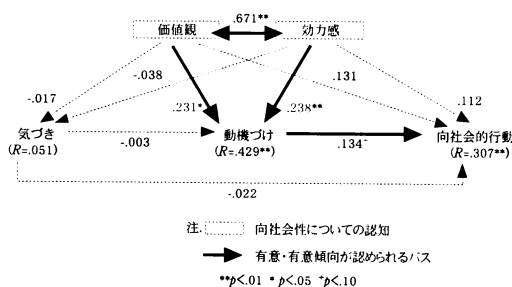 .671**
価値観 効力感
-.038 .131
-.017 .231* .238** .112
気づき 動機づけ 向社会的行動
-.003 .134⁺
(R=.051) (R=.429**) (R=.307**)
-.022
注. 向社会性についての認知
有意・有意傾向が認められるパス
**p<.01 *p<.05 ⁺p<.10